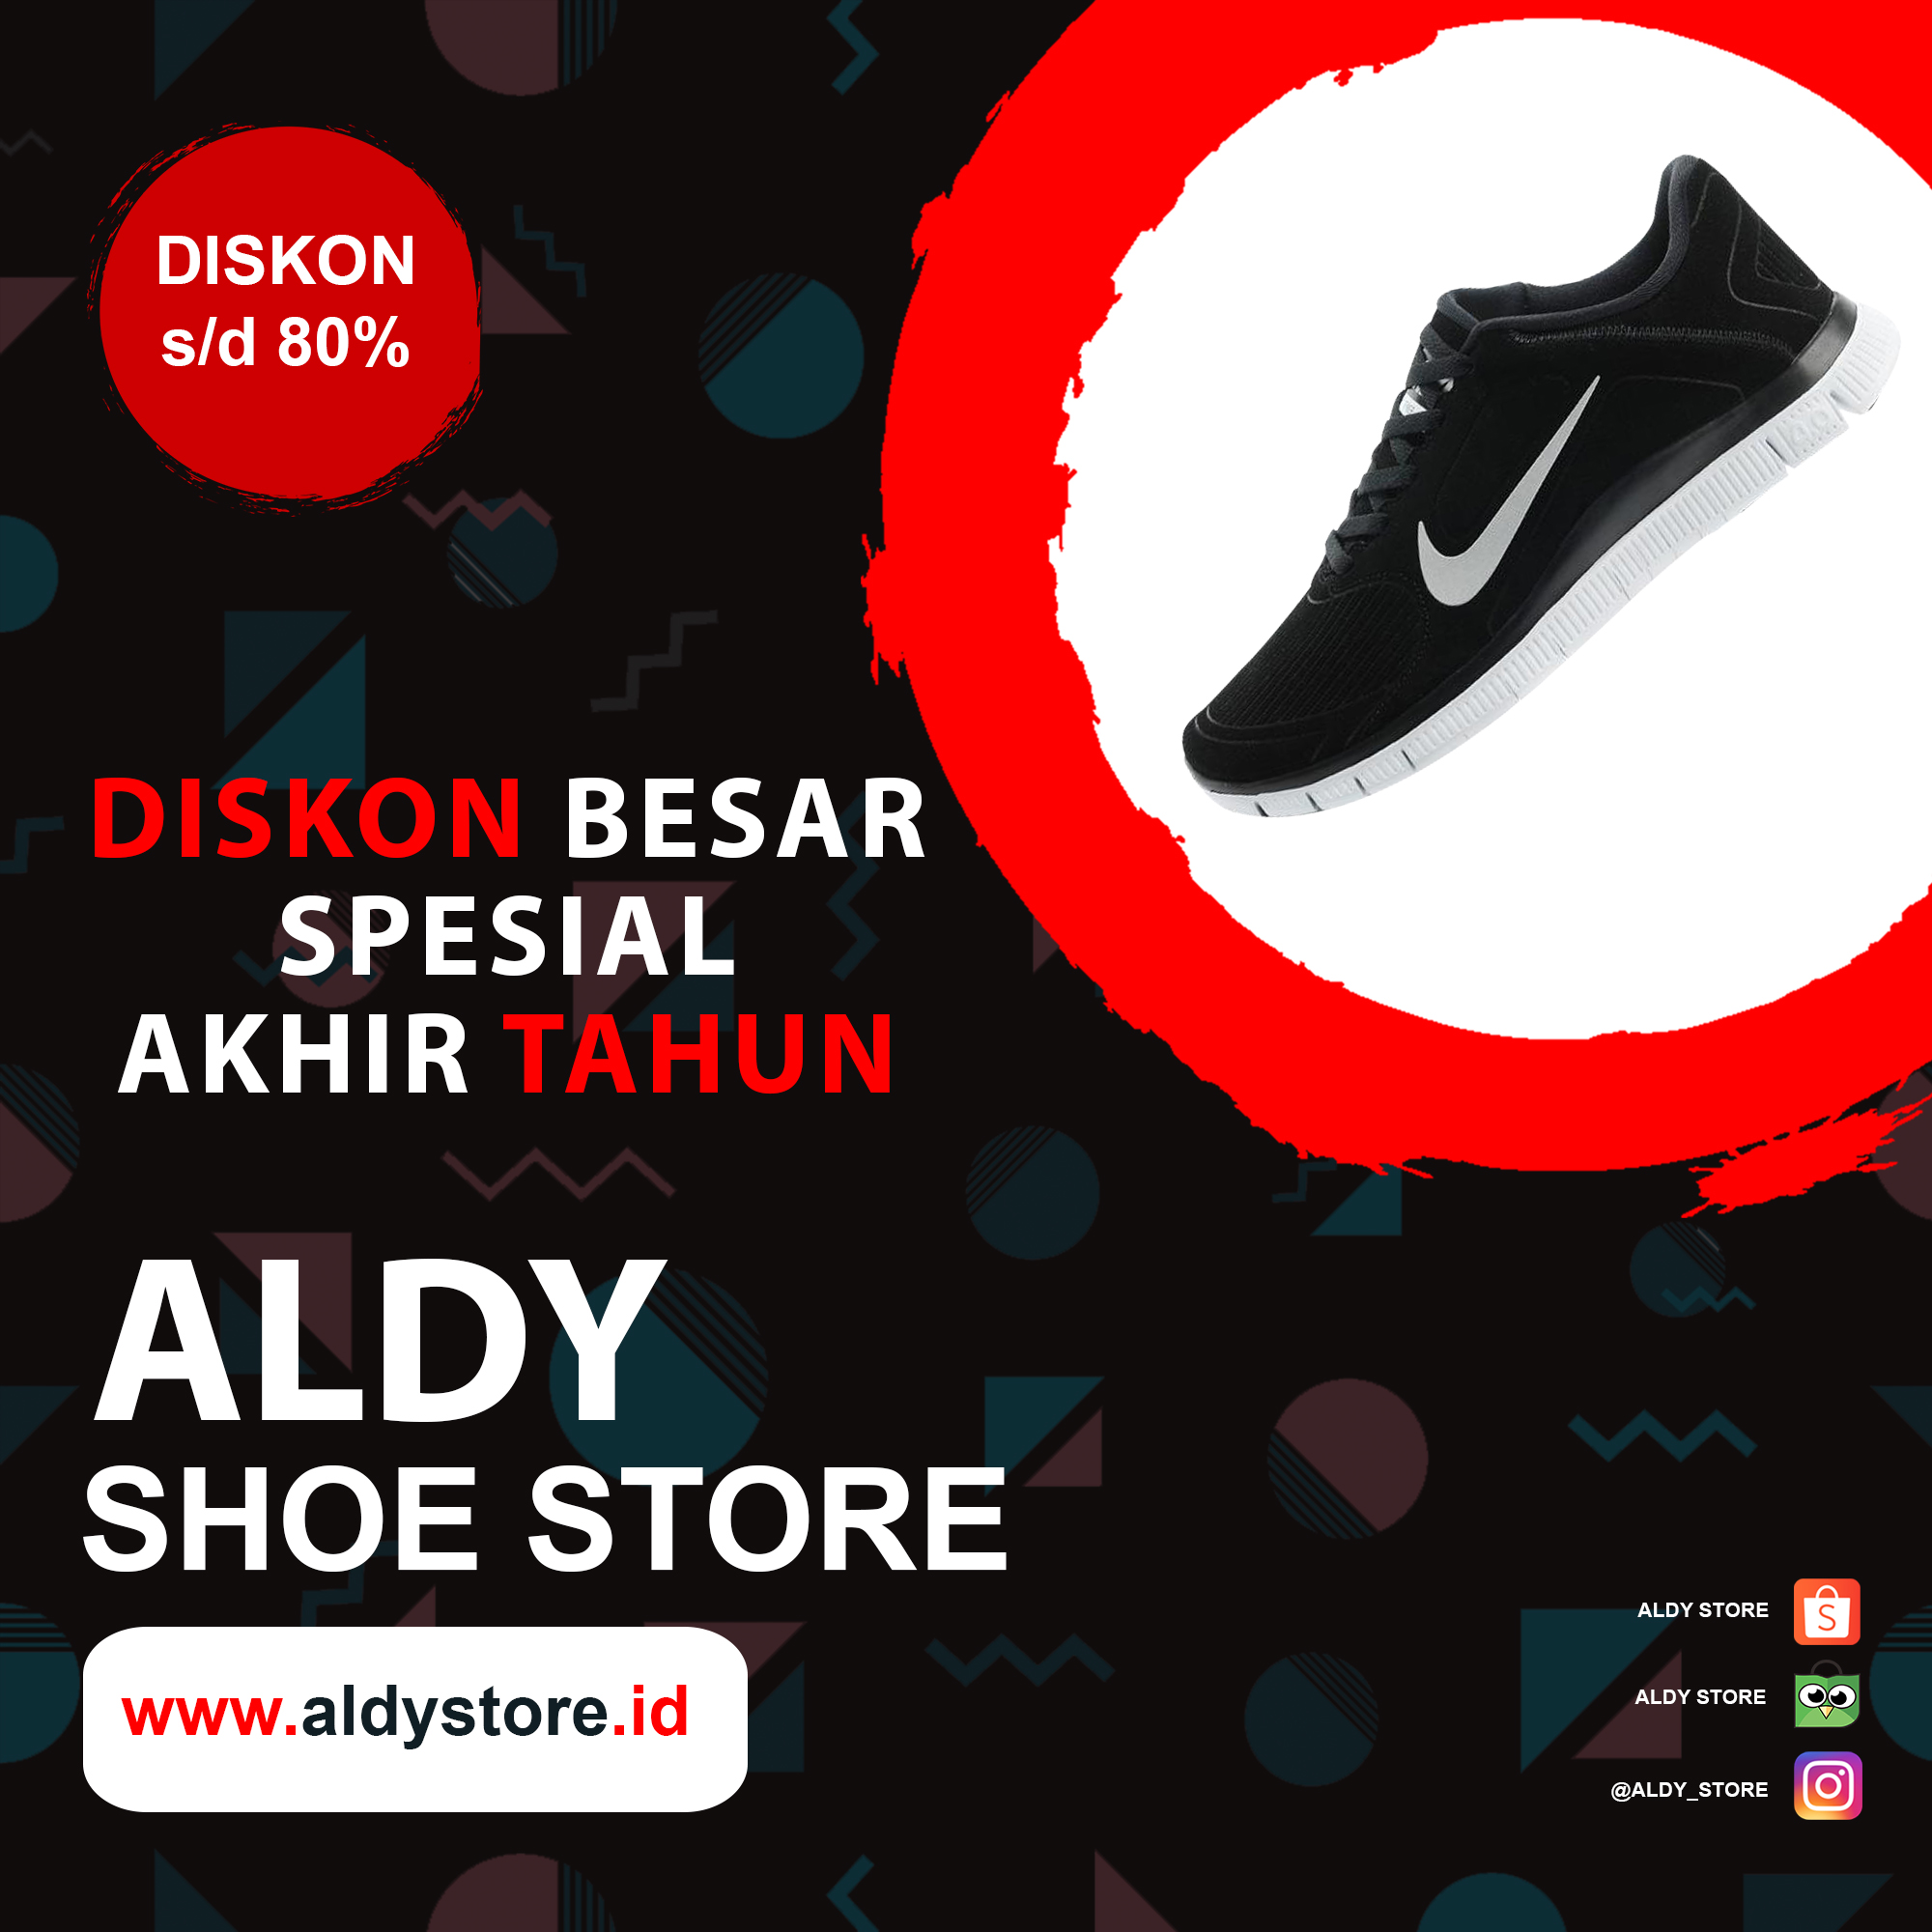 DISKON
s/d 80%
DISKON BESAR
SPESIAL
AKHIR TAHUN
ALDY
SHOE STORE
www.aldystore.id
ALDY STORE
S
ALDY STORE
@ALDY_STORE